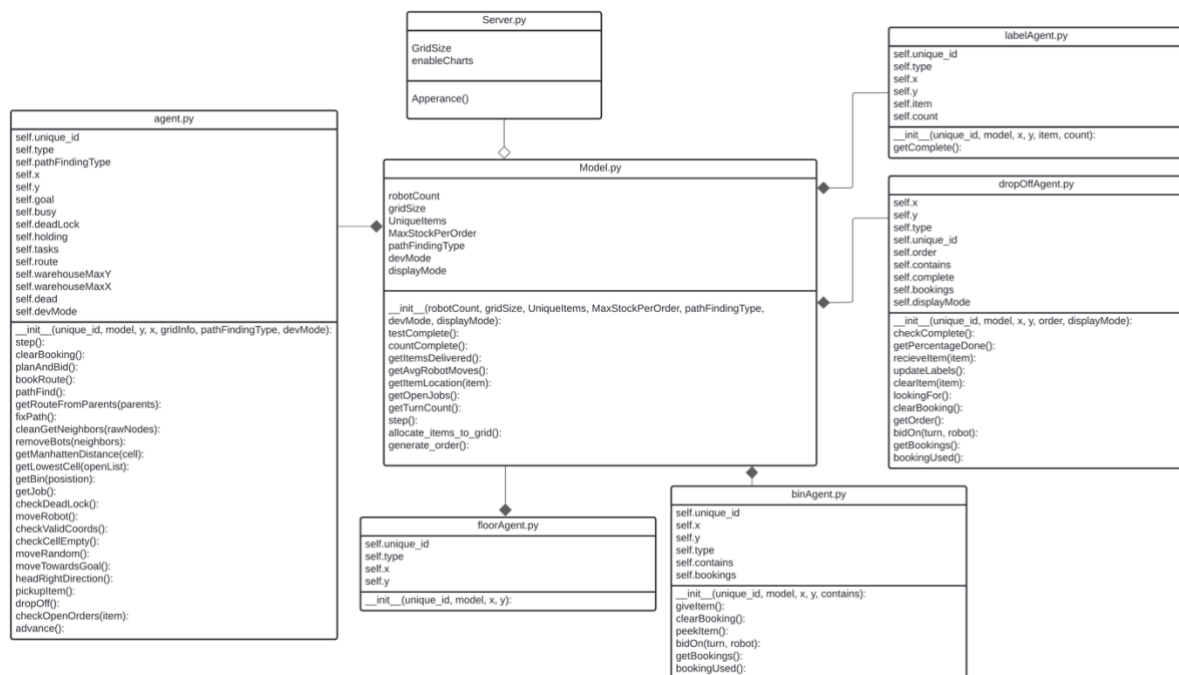 Server.py
GridSize
enableCharts
Apperance()
labelAgent.py
self.unique_id
self.type
self.x
self.y
self.item
self.count
__init__(unique_id, model, x, y, item, count):
getComplete():
agent.py
self.unique_id
self.type
self.pathFindingType
self.x
self.y
self.goal
self.busy
self.deadLock
self.holding
self.tasks
self.route
self.warehouseMaxY
self.warehouseMaxX
self.dead
self.devMode
__init__(unique_id, model, y, x, gridInfo, pathFindingType, devMode):
step():
clearBooking():
planAndBid():
bookRoute():
pathFind():
getRouteFromParents(parents):
fixPath():
cleanGetNeighbors(rawNodes):
removeBots(neighbors):
getManhattenDistance(cell):
getLowestCell(openList):
getBin(posistion):
getJob():
checkDeadLock():
moveRobot():
checkValidCoords():
checkCellEmpty():
moveRandom():
moveTowardsGoal():
headRightDirection():
pickupItem():
dropOff():
checkOpenOrders(item):
advance():
Model.py
robotCount
gridSize
UniqueItems
MaxStockPerOrder
pathFindingType
devMode
displayMode
__init__(robotCount, gridSize, UniqueItems, MaxStockPerOrder, pathFindingType,
devMode, displayMode):
testComplete():
countComplete():
getItemsDelivered():
getAvgRobotMoves():
getItemLocation(item):
getOpenJobs():
getTurnCount():
step():
allocate_items_to_grid():
generate_order():
dropOffAgent.py
self.x
self.y
self.type
self.unique_id
self.order
self.contains
self.complete
self.bookings
self.displayMode
__init__(unique_id, model, x, y, order, displayMode):
checkComplete():
getPercentageDone():
recieveItem(item):
updateLabels():
clearItem(item):
lookingFor():
clearBooking():
getOrder():
bidOn(turn, robot):
getBookings():
bookingUsed():
floorAgent.py
self.unique_id
self.type
self.x
self.y
__init__(unique_id, model, x, y):
binAgent.py
self.unique_id
self.x
self.y
self.type
self.contains
self.bookings
__init__(unique_id, model, x, y, contains):
giveItem():
clearBooking():
peekItem():
bidOn(turn, robot):
getBookings():
bookingUsed():